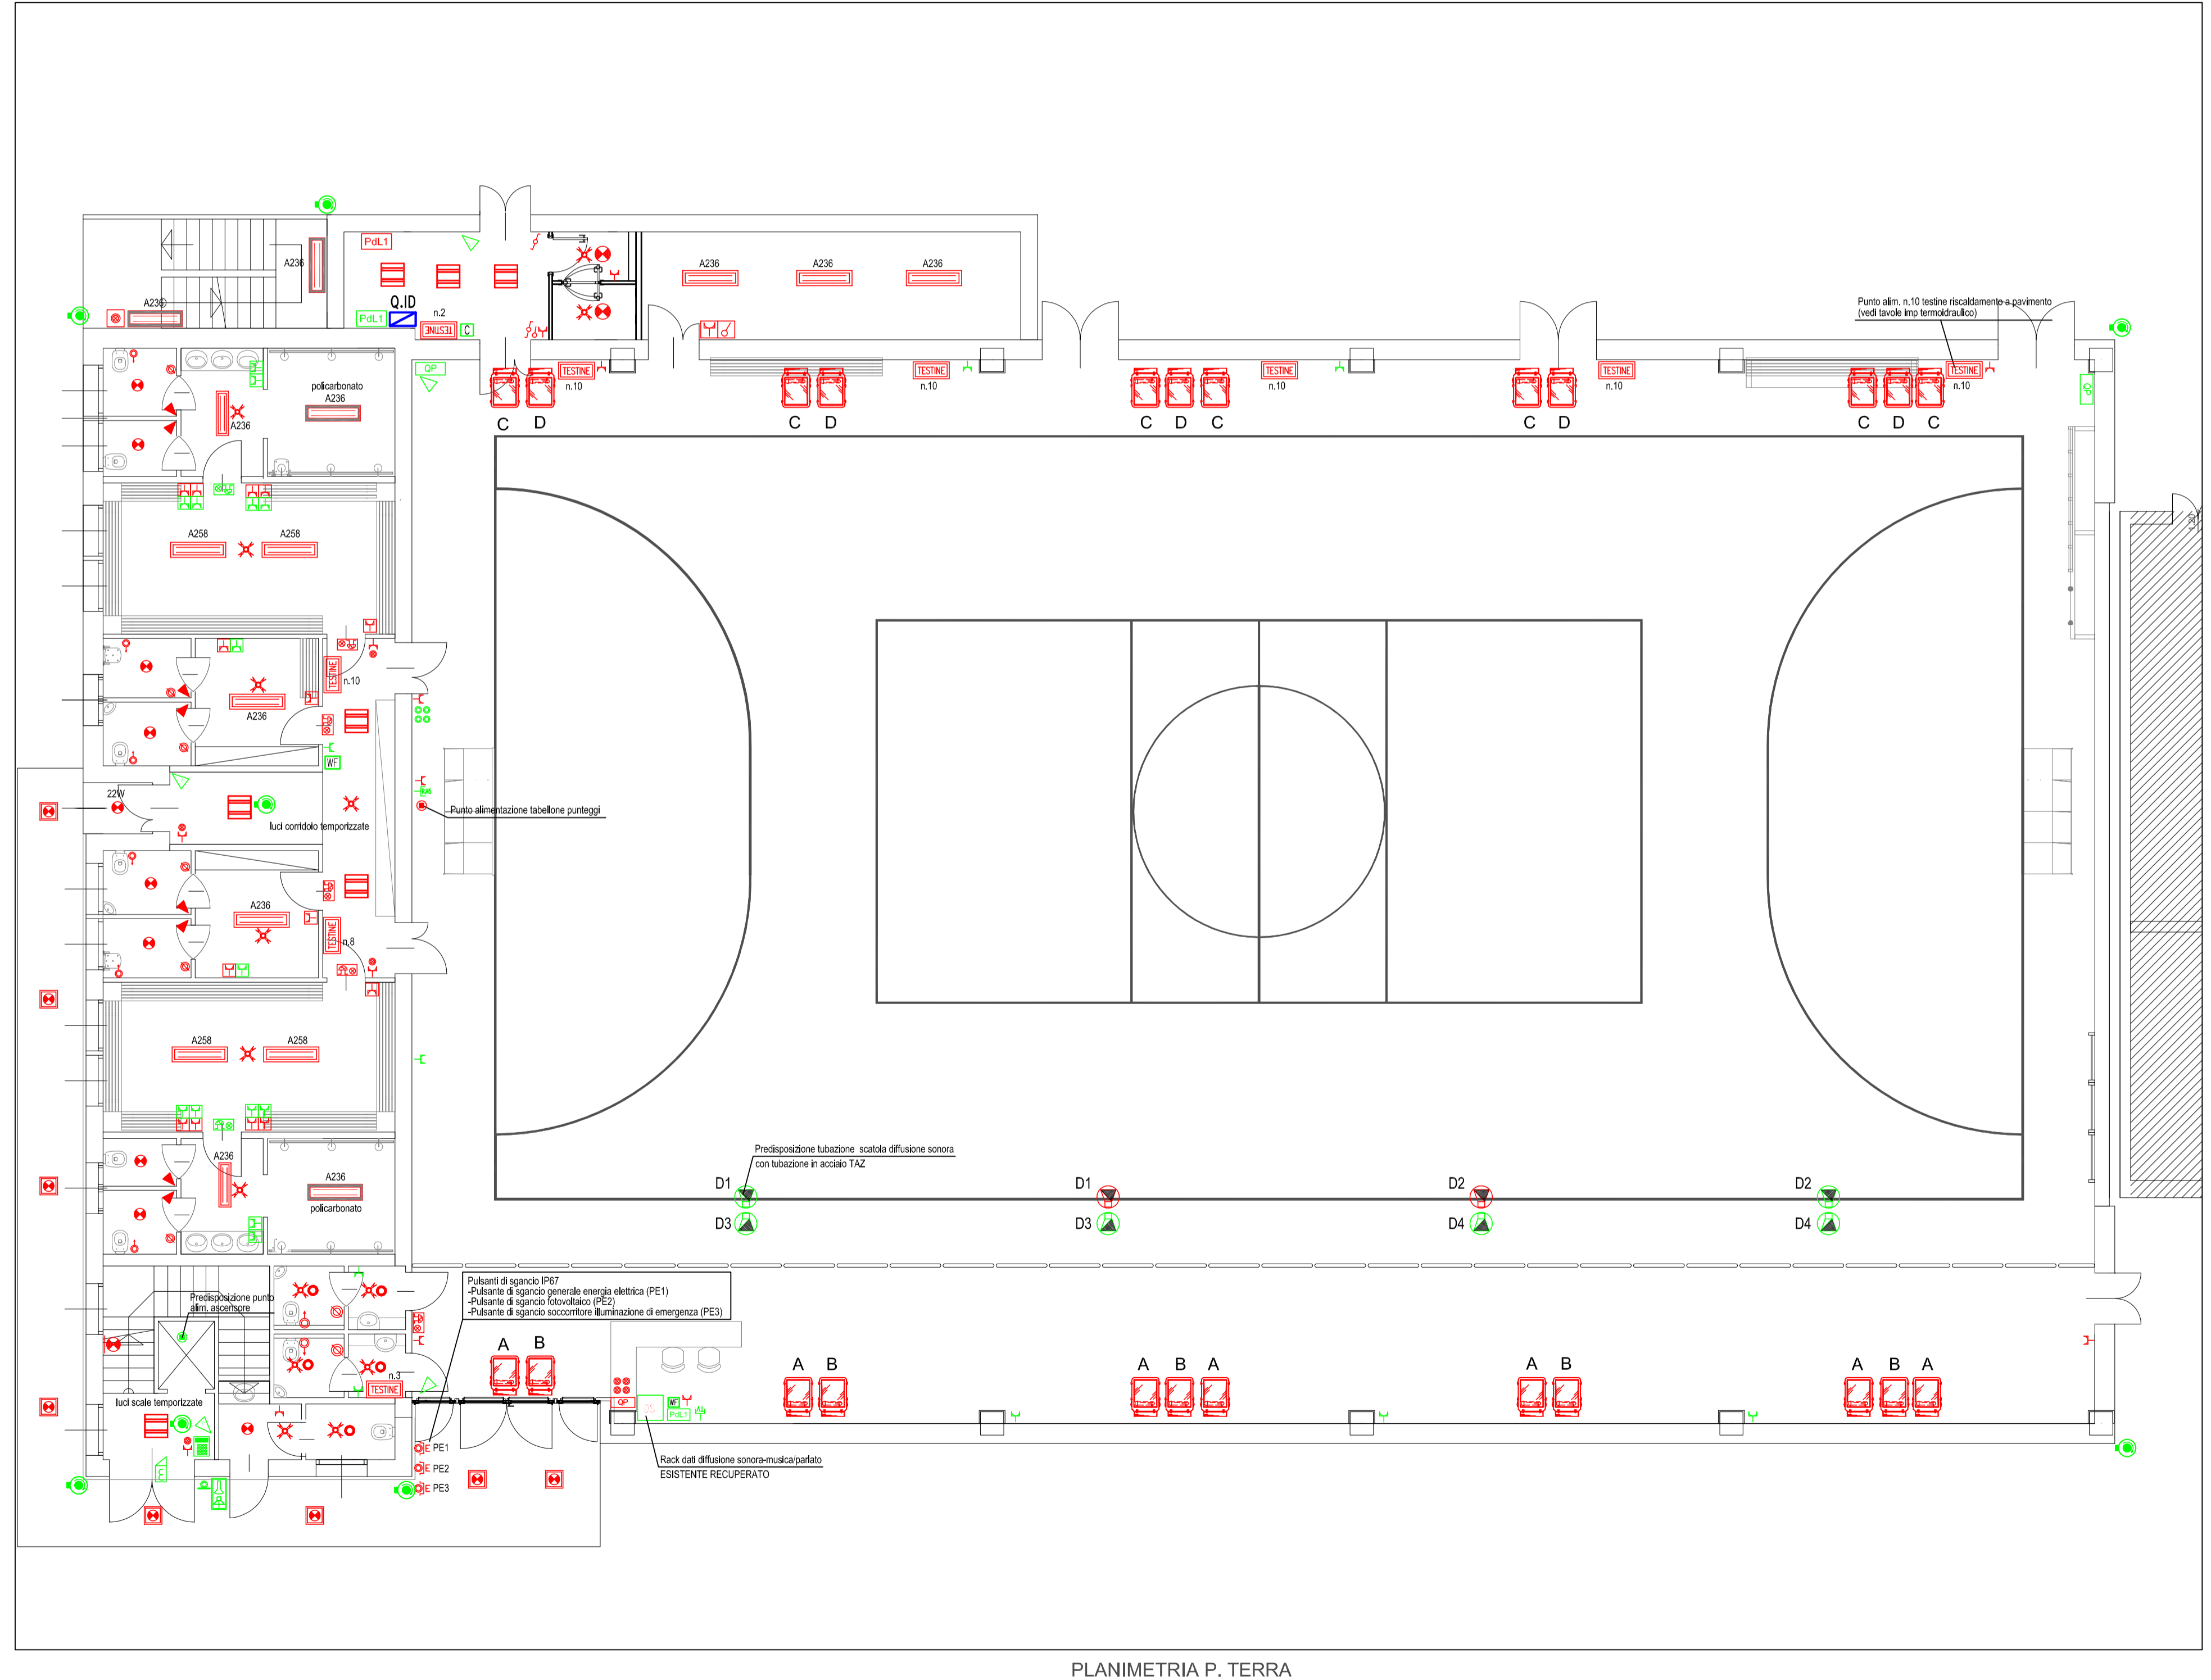 PdL1
A236
A236
Q.ID
PdL1
n.2
TESTINE
C
A236
A236
A236
Punto alim. n.10 testine riscaldamento a pavimento
(vedi tavole imp termoidraulico)
QP
TESTINE
n.10
TESTINE
n.10
TESTINE
n.10
TESTINE
n.10
TESTINE
n.10
QP
C D
C D
C D C
C D
C D C
policarbonato
A236
A236
1.20
A258
A258
TESTINE
n.10
A236
WF
22W
luci corridoio temporizzate
Punto alimentazione tabellone punteggi
A236
TESTINE
n.8
A258
A258
A236
A236
policarbonato
Predisposizione tubazione scatola diffusione sonora
con tubazione in acciaio TAZ
D1
D1
D2
D2
D3
D3
D4
D4
Pulsanti di sgancio IP67
-Pulsante di sgancio generale energia elettrica (PE1)
-Pulsante di sgancio fotovoltaico (PE2)
-Pulsante di sgancio soccorritore illuminazione di emergenza (PE3)
Predisposizione punto
alim. ascensore
A B
A B
A B A
A B
A B A
n.3
TESTINE
luci scale temporizzate
QP
WF
PdL1
E PE1
E PE2
E PE3
Rack dati diffusione sonora-musica/parlato
ESISTENTE RECUPERATO
PLANIMETRIA P. TERRA